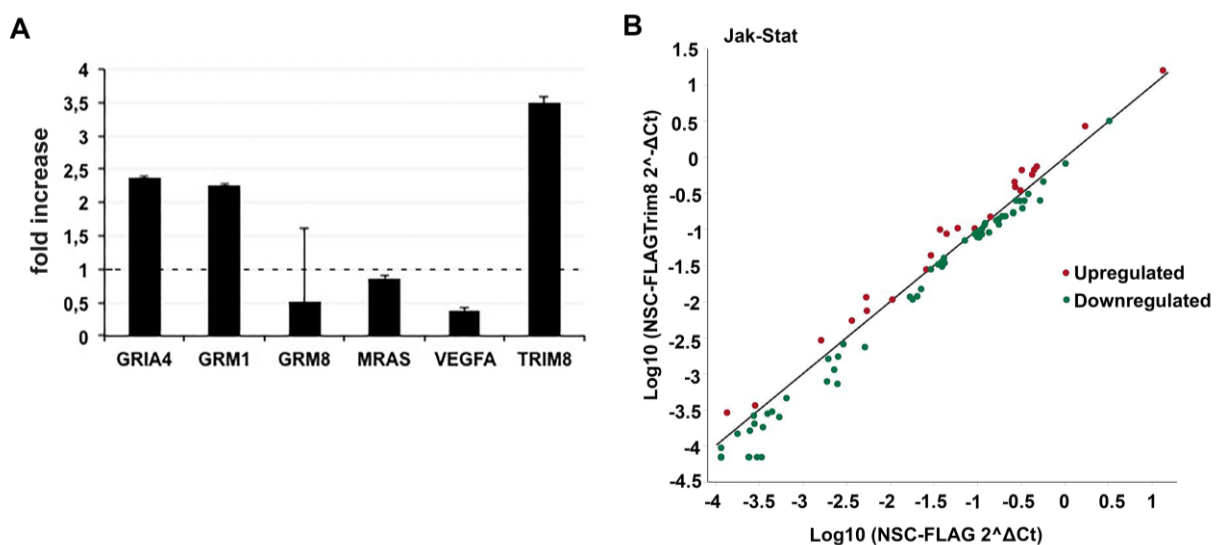 A
fold increase
4
3,5
3
2,5
2
1,5
1
0,5
0
GRIA4 GRM1 GRM8 MRAS VEGFA TRIM8
B
Jak-Stat
Log10 (NSC-FLAGTrim8 2^-ΔCt)
1.5
1
0.5
0
-0.5
-1
-1.5
-2
-2.5
-3
-3.5
-4
-4.5
-4 -3.5 -3 -2.5 -2 -1.5 -1 -0.5 0 0.5 1
Log10 (NSC-FLAG 2^ΔCt)
Upregulated
Downregulated